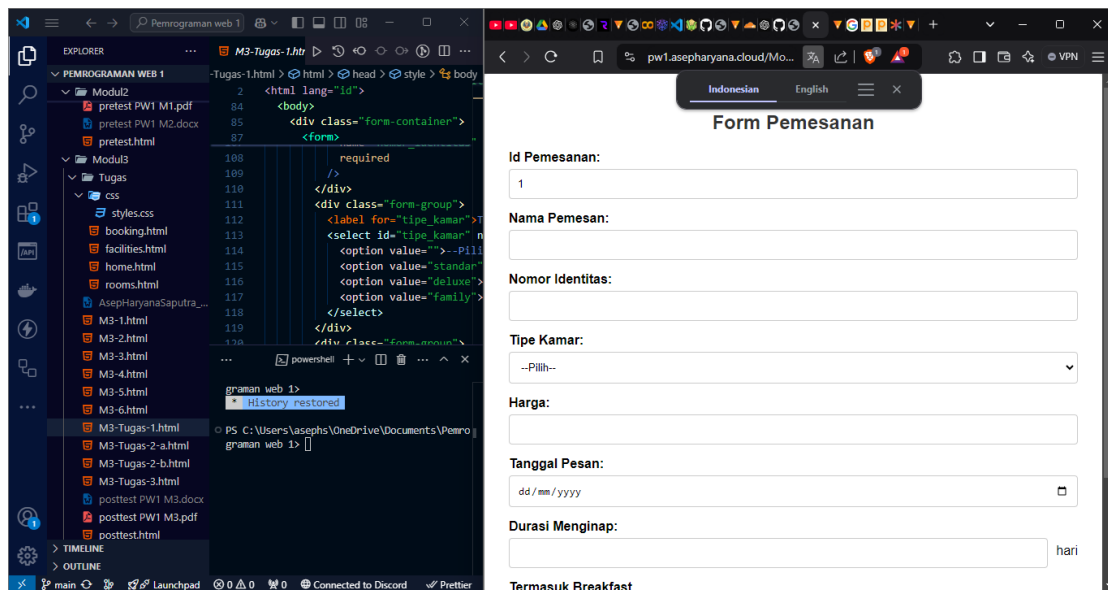 Pemrograman web 1
EXPLORER
PEMROGRAMAN WEB 1
Modul2
pretest PW1 M1.pdf
pretest PW1 M2.docx
pretest.html
Modul3
Tugas
css
styles.css
booking.html
facilities.html
home.html
rooms.html
AsepHaryanaSaputra_...
M3-1.html
M3-2.html
M3-3.html
M3-4.html
M3-5.html
M3-6.html
M3-Tugas-1.html
M3-Tugas-2-a.html
M3-Tugas-2-b.html
M3-Tugas-3.html
posttest PW1 M3.docx
posttest PW1 M3.pdf
posttest.html
TIMELINE
OUTLINE
M3-Tugas-1.htr
-Tugas-1.html > html > head > style > body
2 <html lang="id">
84 <body>
85 <div class="form-container">
87 <form>
108 required
109 />
110 </div>
111 <div class="form-group">
112 <label for="tipe_kamar">T
113 <select id="tipe_kamar" n
114 <option value="">--Pili
115 <option value="standar"
116 <option value="deluxe">
117 <option value="family">
118 </select>
119 </div>
120 <div class="form-group">
powershell
graman web 1>
* History restored
PS C:\Users\asephs\OneDrive\Documents\Pemro
graman web 1>
main Launchpad 0 0 0 Connected to Discord Prettier
pw1.asepharyana.cloud/Mo...
VPN
Indonesian English
Form Pemesanan
Id Pemesanan:
1
Nama Pemesan:
Nomor Identitas:
Tipe Kamar:
--Pilih--
Harga:
Tanggal Pesan:
dd/mm/yyyy
Durasi Menginap:
hari
Termasuk Breakfast